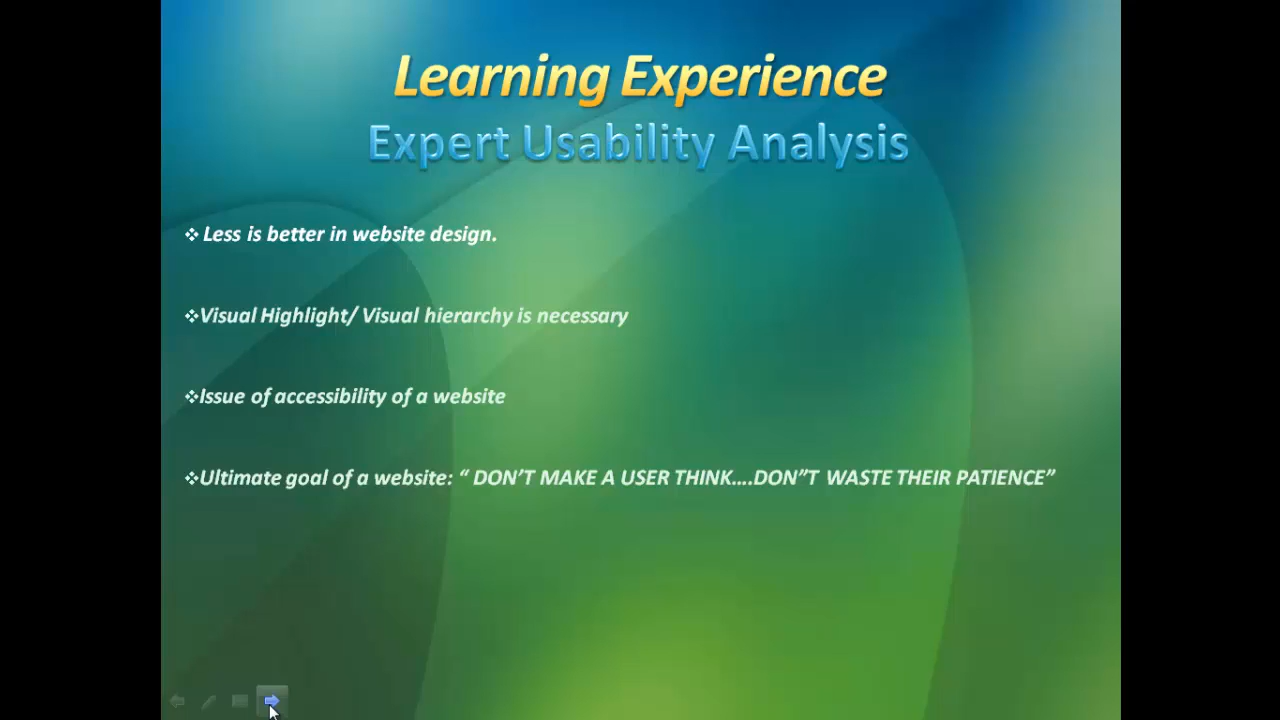 Learning Experience
Expert Usability Analysis
❖ Less is better in website design.
❖Visual Highlight/ Visual hierarchy is necessary
❖Issue of accessibility of a website
❖Ultimate goal of a website: “ DON’T MAKE A USER THINK....DON”T WASTE THEIR PATIENCE”